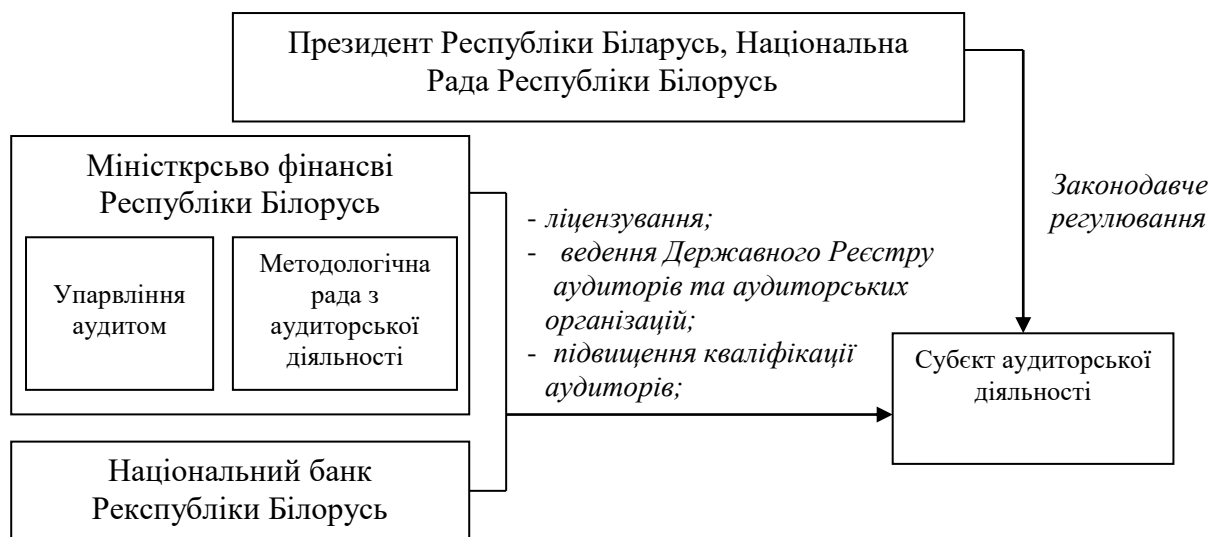 Президент Республіки Біларусь, Національна
Рада Республіки Білорусь
Міністкрсьво фінансві
Республіки Білорусь
Упарвління
аудитом
Методологічна
рада з
аудиторської
діяльності
Національний банк
Рекспубліки Білорусь
- ліцензування;
- ведення Державного Реєстру
аудиторів та аудиторських
організацій;
- підвищення кваліфікації
аудиторів;
Законодавче
регулювання
Субєкт аудиторської
діяльності